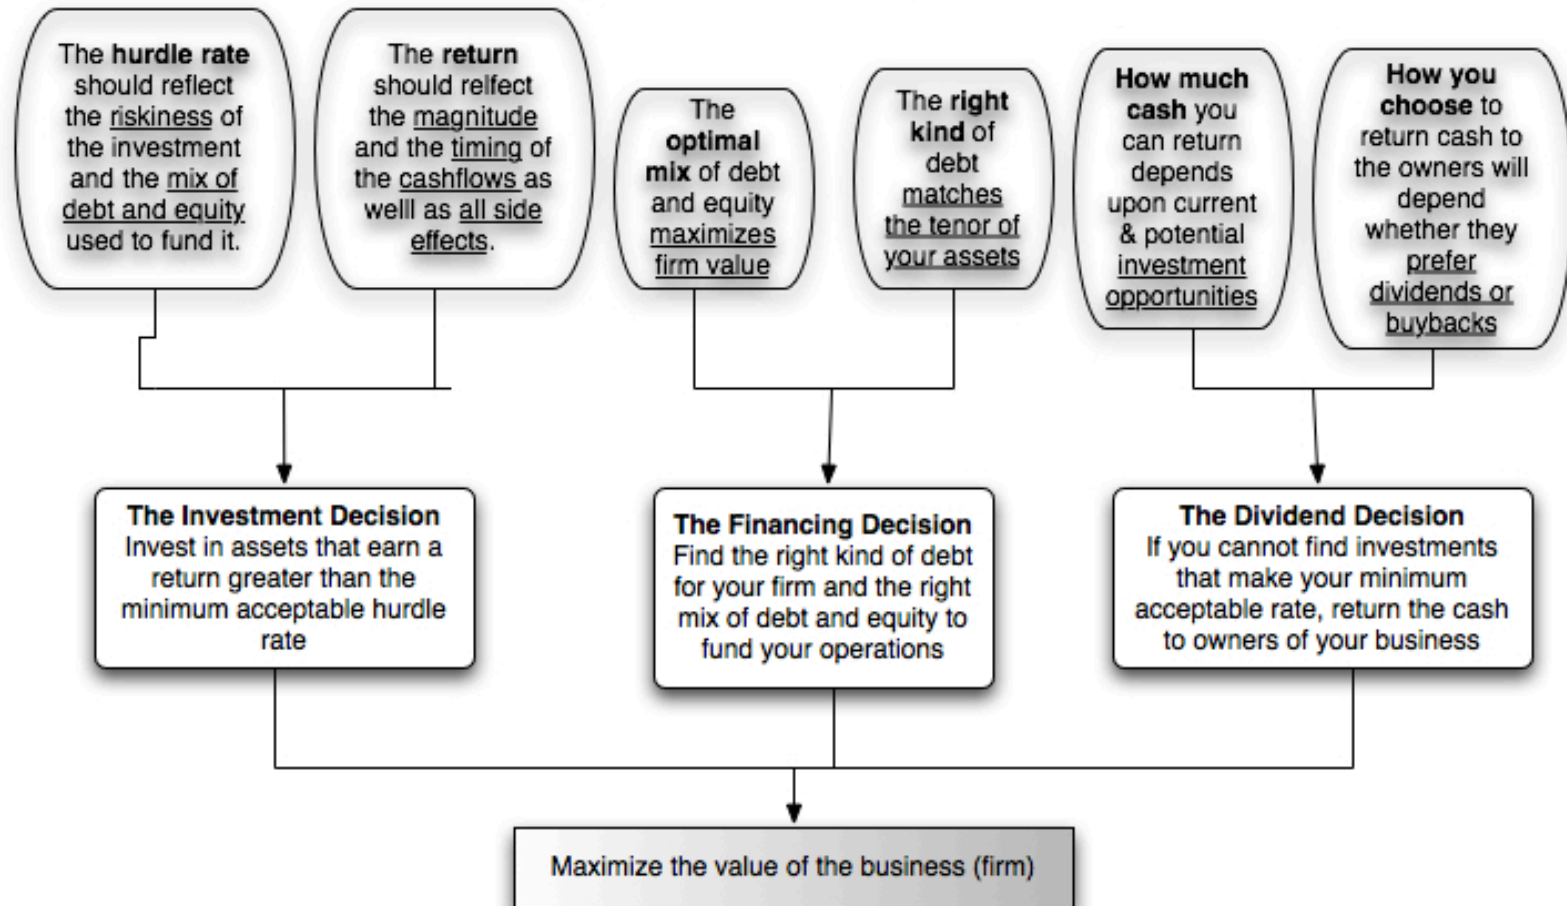 The hurdle rate
should reflect
the riskiness of
the investment
and the mix of
debt and equity
used to fund it.
The return
should relfect
the magnitude
and the timing of
the cashflows as
welll as all side
effects.
The
optimal
mix of debt
and equity
maximizes
firm value
The right
kind of
debt
matches
the tenor of
your assets
How much
cash you
can return
depends
upon current
& potential
investment
opportunities
How you
choose to
return cash to
the owners will
depend
whether they
prefer
dividends or
buybacks
The Investment Decision
Invest in assets that earn a
return greater than the
minimum acceptable hurdle
rate
The Financing Decision
Find the right kind of debt
for your firm and the right
mix of debt and equity to
fund your operations
The Dividend Decision
If you cannot find investments
that make your minimum
acceptable rate, return the cash
to owners of your business
Maximize the value of the business (firm)